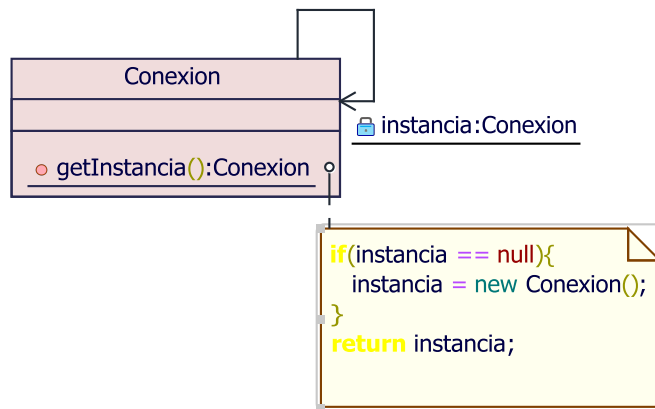 Conexion
instancia:Conexion
getInstancia():Conexion
if(instancia == null){
instancia = new Conexion();
}
return instancia;